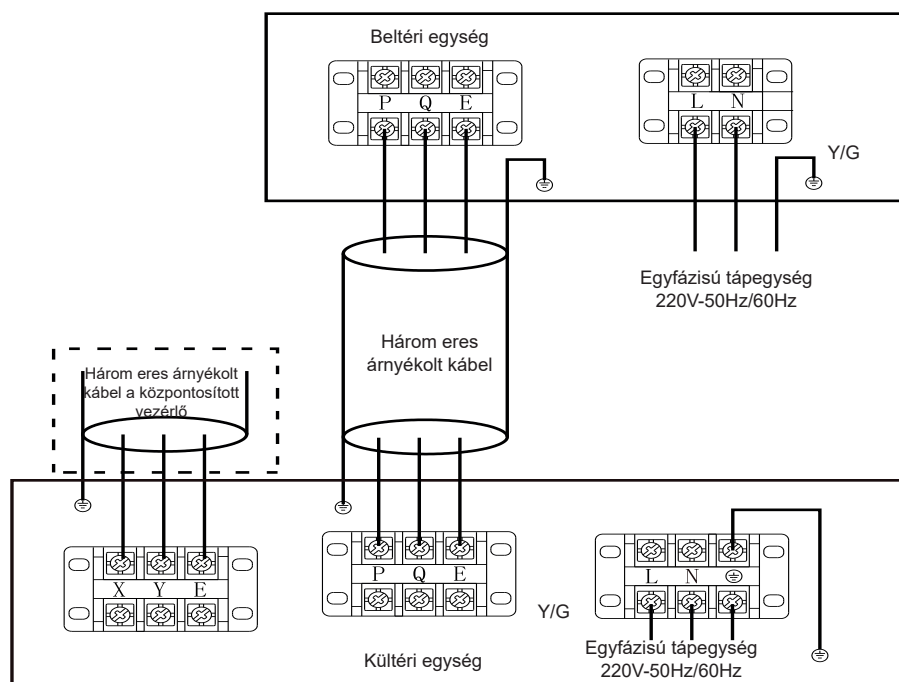 Beltéri egység
P Q E
L N
Y/G
Egyfázisú tápegység
220V-50Hz/60Hz
Három eres
árnyékolt kábel
Három eres árnyékolt
kábel a központosított
vezérlő
X Y E
P Q E
L N
Y/G
Kültéri egység
Egyfázisú tápegység
220V-50Hz/60Hz